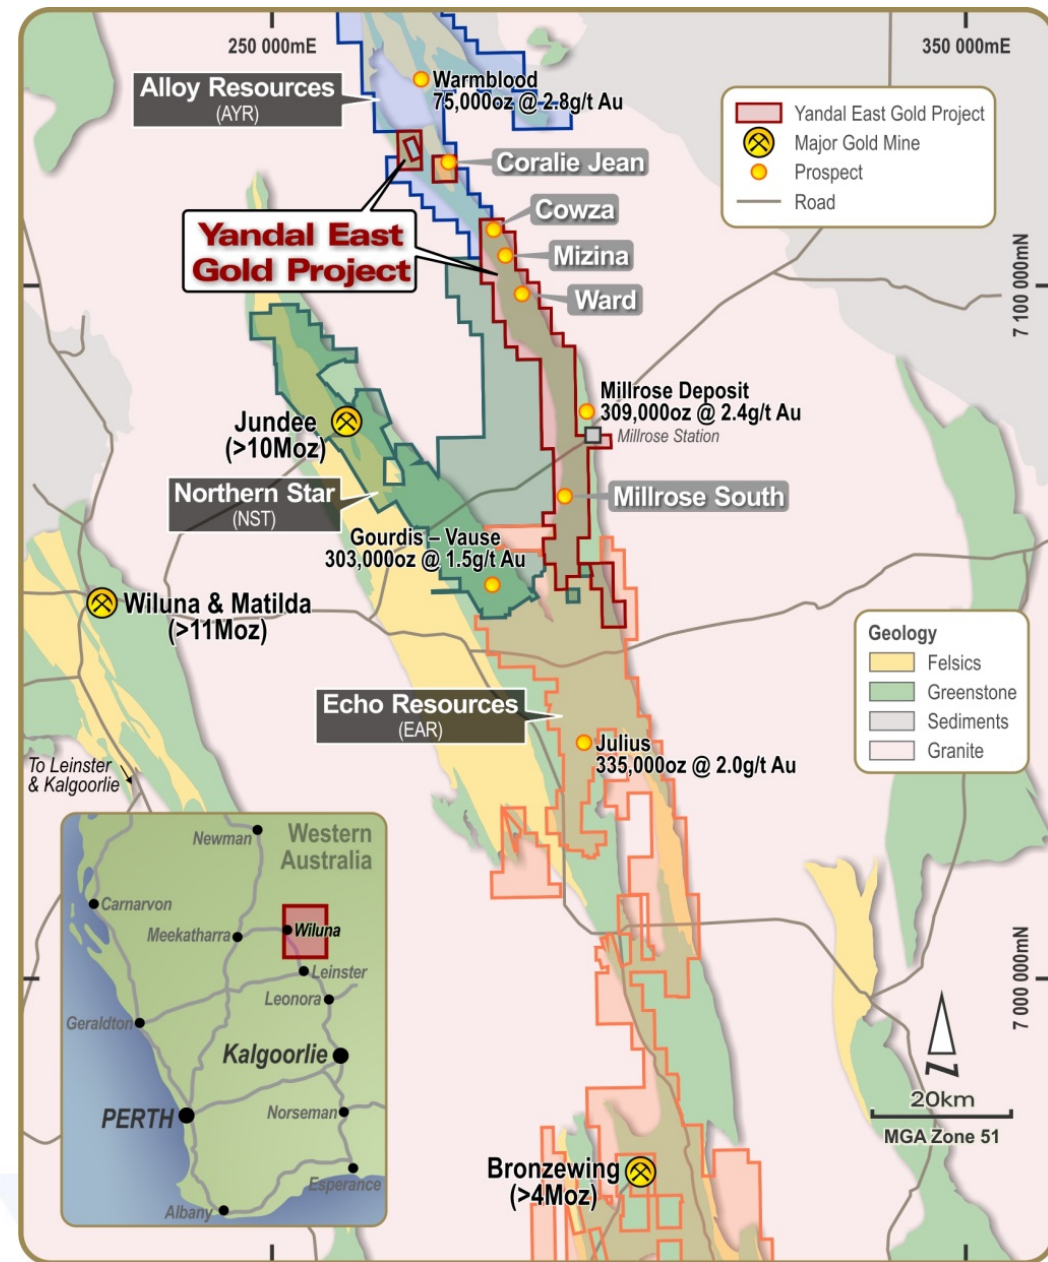 250 000mE
350 000mE
Alloy Resources
(AYR)
Warmblood
75,000oz @ 2.8g/t Au
Yandal East Gold Project
Major Gold Mine
Prospect
Road
Coralie Jean
Cowza
Yandal East
Gold Project
Mizina
Ward
7 100 000mN
Millrose Deposit
309,000oz @ 2.4g/t Au
Millrose Station
Jundee
(>10Moz)
Northern Star
(NST)
Millrose South
Gourdis – Vause
303,000oz @ 1.5g/t Au
Wiluna & Matilda
(>11Moz)
Geology
Felsics
Greenstone
Sediments
Granite
Echo Resources
(EAR)
Julius
335,000oz @ 2.0g/t Au
To Leinster
& Kalgoorlie
Western
Australia
Newman
Carnarvon
Meekatharra
Wiluna
Leinster
Leonora
Geraldton
Kalgoorlie
PERTH
Norseman
Esperance
Albany
7 000 000mN
N
20km
MGA Zone 51
Bronzewing
(>4Moz)